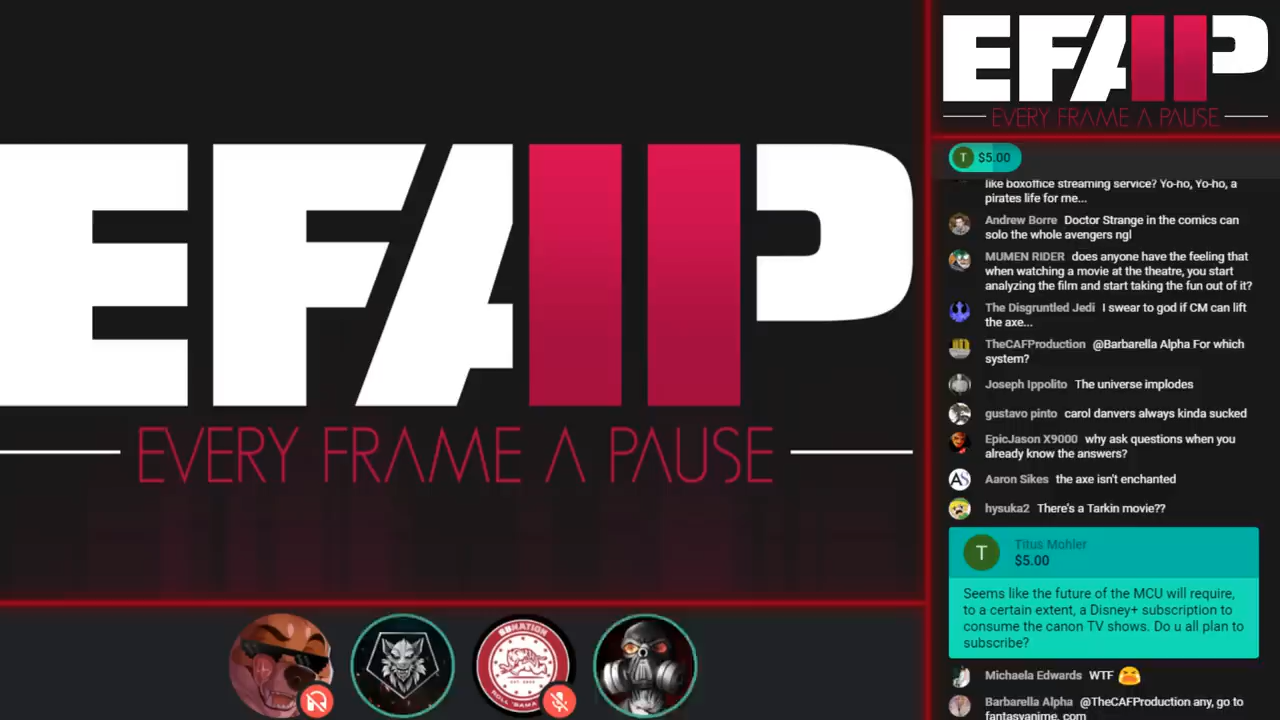 EFAP
EVERY FRAME A PAUSE
EFAP
EVERY FRAME A PAUSE
T $5.00
like boxoffice streaming service? Yo-ho, Yo-ho, a
pirates life for me...
Andrew Borre Doctor Strange in the comics can
solo the whole avengers ngl
MUMEN RIDER does anyone have the feeling that
when watching a movie at the theatre, you start
analyzing the film and start taking the fun out of it?
The Disgruntled Jedi I swear to god if CM can lift
the axe...
TheCAFProduction @Barbarella Alpha For which
system?
Joseph Ippolito The universe implodes
gustavo pinto carol danvers always kinda sucked
EpicJason X9000 why ask questions when you
already know the answers?
AS Aaron Sikes the axe isn't enchanted
hysuka2 There's a Tarkin movie??
T Titus Mohler
$5.00
Seems like the future of the MCU will require,
to a certain extent, a Disney+ subscription to
consume the canon TV shows. Do u all plan to
subscribe?
Michaela Edwards WTF
Barbarella Alpha @TheCAFProduction any, go to
fantasyanime. com